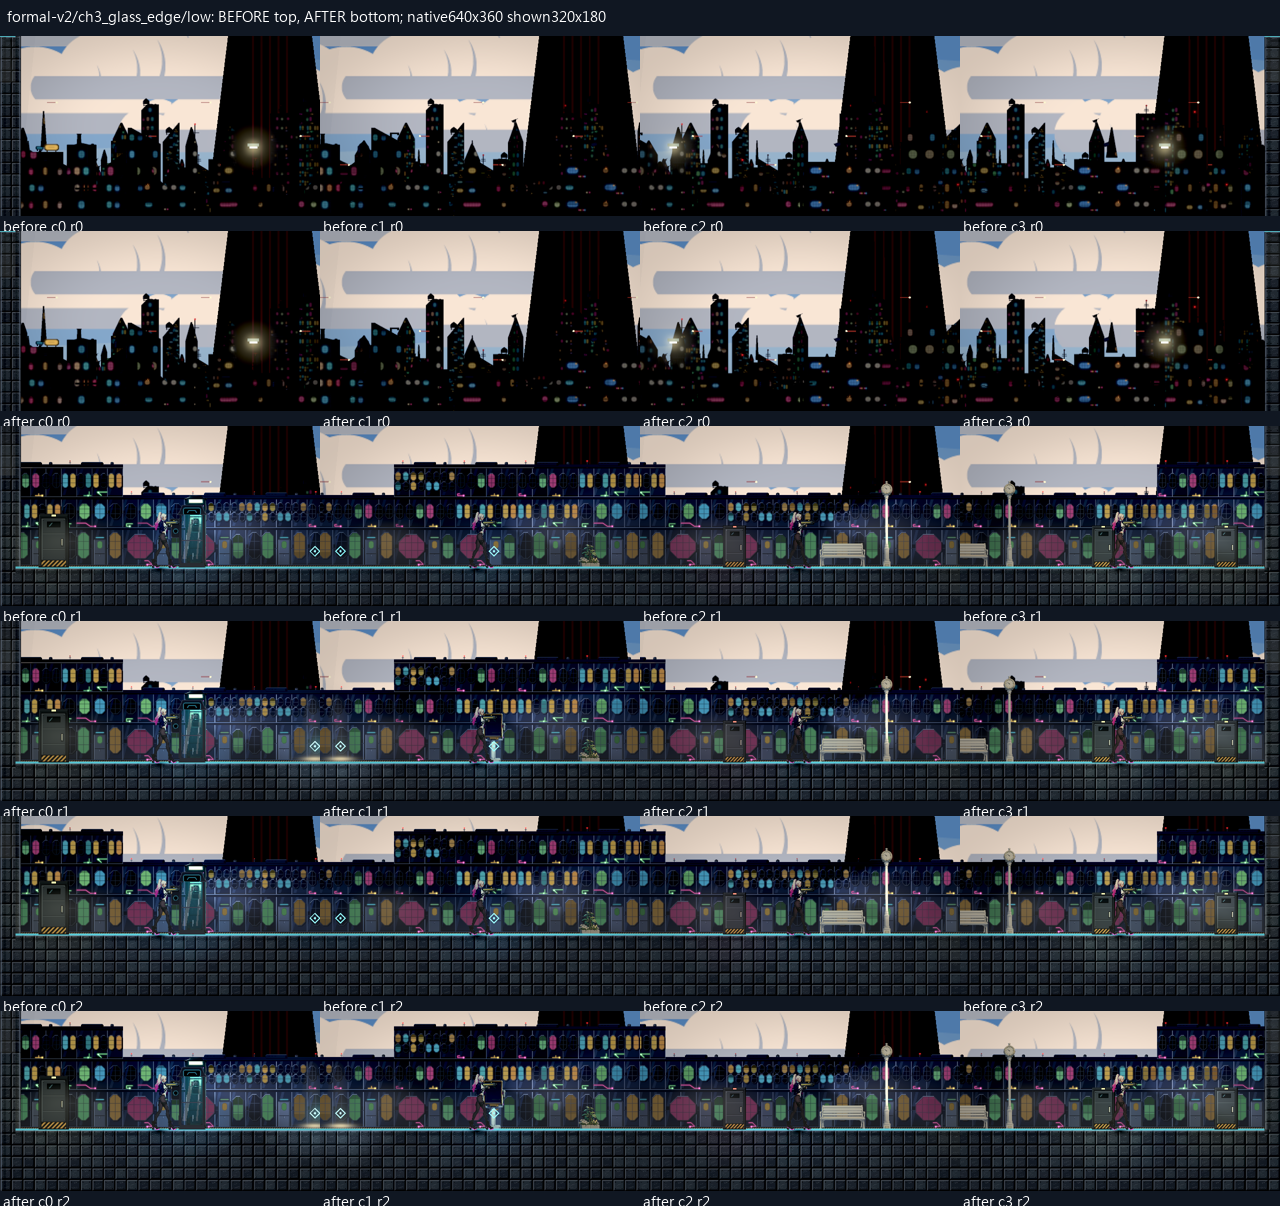 formal-v2/ch3_glass_edge/low: BEFORE top, AFTER bottom; native640x360 shown320x180
before c0 r0 before c1 r0 before c2 r0 before c3 r0
after c0 r0 after c1 r0 after c2 r0 after c3 r0
before c0 r1 before c1 r1 before c2 r1 before c3 r1
after c0 r1 after c1 r1 after c2 r1 after c3 r1
before c0 r2 before c1 r2 before c2 r2 before c3 r2
after c0 r2 after c1 r2 after c2 r2 after c3 r2